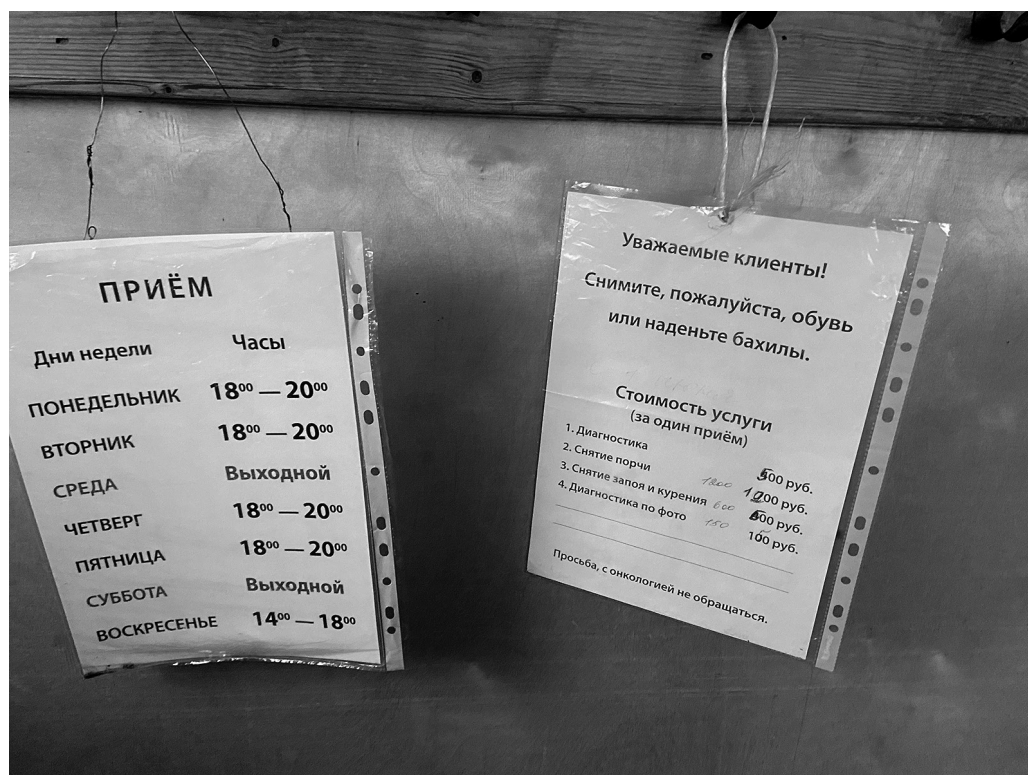 ПРИЁМ
Дни недели Часы
ПОНЕДЕЛЬНИК 18⁰⁰ — 20⁰⁰
ВТОРНИК 18⁰⁰ — 20⁰⁰
СРЕДА Выходной
ЧЕТВЕРГ 18⁰⁰ — 20⁰⁰
ПЯТНИЦА 18⁰⁰ — 20⁰⁰
СУББОТА Выходной
ВОСКРЕСЕНЬЕ 14⁰⁰ — 18⁰⁰
Уважаемые клиенты!
Снимите, пожалуйста, обувь
или наденьте бахилы.
Стоимость услуги
(за один приём)
1. Диагностика 500 руб.
2. Снятие порчи 1200 1200 руб.
3. Снятие запоя и курения 600 600 руб.
4. Диагностика по фото 150 руб.
Просьба, с онкологией не обращаться.